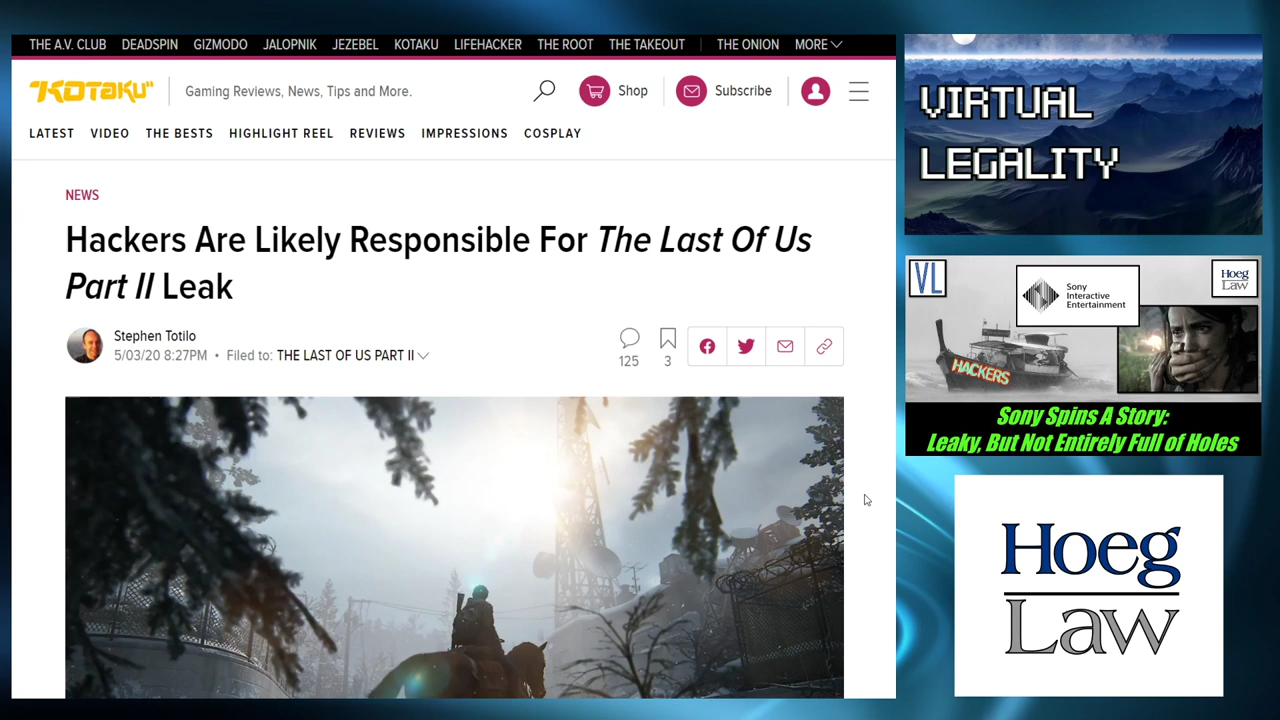 THE A.V. CLUB DEADSPIN GIZMODO JALOPNIK JEZEBEL KOTAKU LIFEHACKER THE ROOT THE TAKEOUT THE ONION MORE
"KOTaKU" Gaming Reviews, News, Tips and More. Shop Subscribe
LATEST VIDEO THE BESTS HIGHLIGHT REEL REVIEWS IMPRESSIONS COSPLAY
NEWS
Hackers Are Likely Responsible For The Last Of Us
Part II Leak
Stephen Totilo
5/03/20 8:27PM • Filed to: THE LAST OF US PART II
125 3
VIRTUAL
LEGALITY
VL
Sony
Interactive
Entertainment
Hoeg
Law
HACKERS
Sony Spins A Story:
Leaky, But Not Entirely Full of Holes
Hoeg
Law